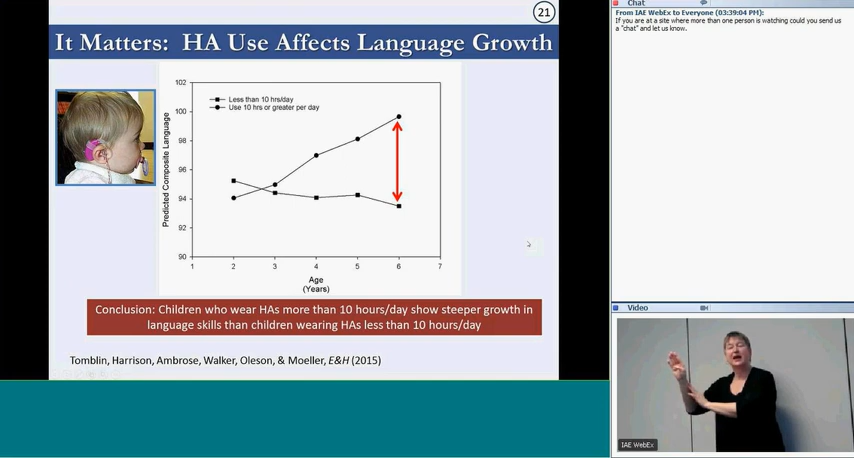 21
It Matters: HA Use Affects Language Growth
102
100
98
96
94
92
90
Predicted Composite Language
Less than 10 hrs/day
Use 10 hrs or greater per day
1 2 3 4 5 6 7
Age
(Years)
Conclusion: Children who wear HAs more than 10 hours/day show steeper growth in
language skills than children wearing HAs less than 10 hours/day
Tomblin, Harrison, Ambrose, Walker, Oleson, & Moeller, E&H (2015)
Chat
From IAE WebEx to Everyone (03:39:04 PM):
If you are at a site where more than one person is watching could you send us
a "chat" and let us know.
Video
IAE WebEx